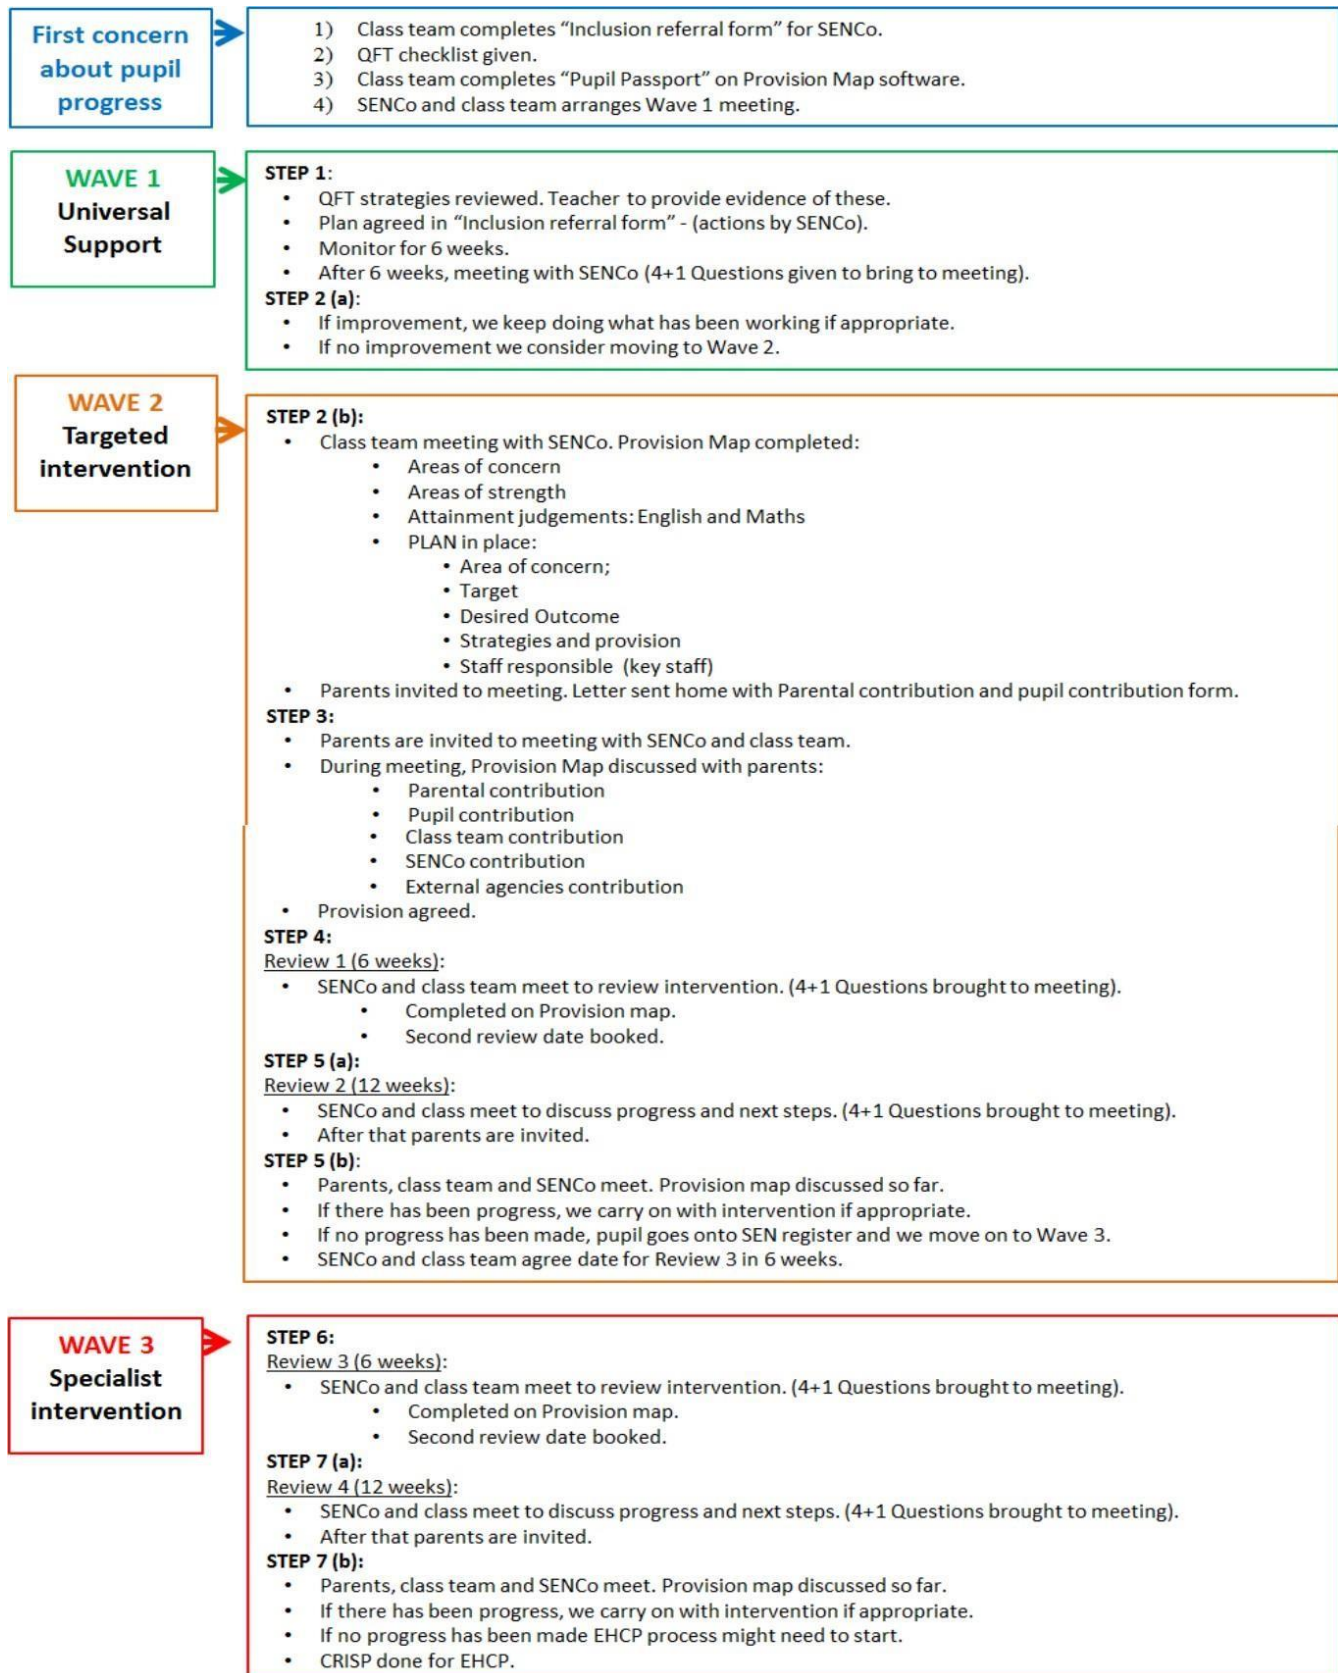 First concern
about pupil
progress
1) Class team completes “Inclusion referral form” for SENCo.
2) QFT checklist given.
3) Class team completes “Pupil Passport” on Provision Map software.
4) SENCo and class team arranges Wave 1 meeting.
WAVE 1
Universal
Support
STEP 1:
• QFT strategies reviewed. Teacher to provide evidence of these.
• Plan agreed in “Inclusion referral form” - (actions by SENCo).
• Monitor for 6 weeks.
• After 6 weeks, meeting with SENCo (4+1 Questions given to bring to meeting).
STEP 2 (a):
• If improvement, we keep doing what has been working if appropriate.
• If no improvement we consider moving to Wave 2.
WAVE 2
Targeted
intervention
STEP 2 (b):
• Class team meeting with SENCo. Provision Map completed:
• Areas of concern
• Areas of strength
• Attainment judgements: English and Maths
• PLAN in place:
• Area of concern;
• Target
• Desired Outcome
• Strategies and provision
• Staff responsible (key staff)
• Parents invited to meeting. Letter sent home with Parental contribution and pupil contribution form.
STEP 3:
• Parents are invited to meeting with SENCo and class team.
• During meeting, Provision Map discussed with parents:
• Parental contribution
• Pupil contribution
• Class team contribution
• SENCo contribution
• External agencies contribution
• Provision agreed.
STEP 4:
Review 1 (6 weeks):
• SENCo and class team meet to review intervention. (4+1 Questions brought to meeting).
• Completed on Provision map.
• Second review date booked.
STEP 5 (a):
Review 2 (12 weeks):
• SENCo and class meet to discuss progress and next steps. (4+1 Questions brought to meeting).
• After that parents are invited.
STEP 5 (b):
• Parents, class team and SENCo meet. Provision map discussed so far.
• If there has been progress, we carry on with intervention if appropriate.
• If no progress has been made, pupil goes onto SEN register and we move on to Wave 3.
• SENCo and class team agree date for Review 3 in 6 weeks.
WAVE 3
Specialist
intervention
STEP 6:
Review 3 (6 weeks):
• SENCo and class team meet to review intervention. (4+1 Questions brought to meeting).
• Completed on Provision map.
• Second review date booked.
STEP 7 (a):
Review 4 (12 weeks):
• SENCo and class meet to discuss progress and next steps. (4+1 Questions brought to meeting).
• After that parents are invited.
STEP 7 (b):
• Parents, class team and SENCo meet. Provision map discussed so far.
• If there has been progress, we carry on with intervention if appropriate.
• If no progress has been made EHCP process might need to start.
• CRISP done for EHCP.